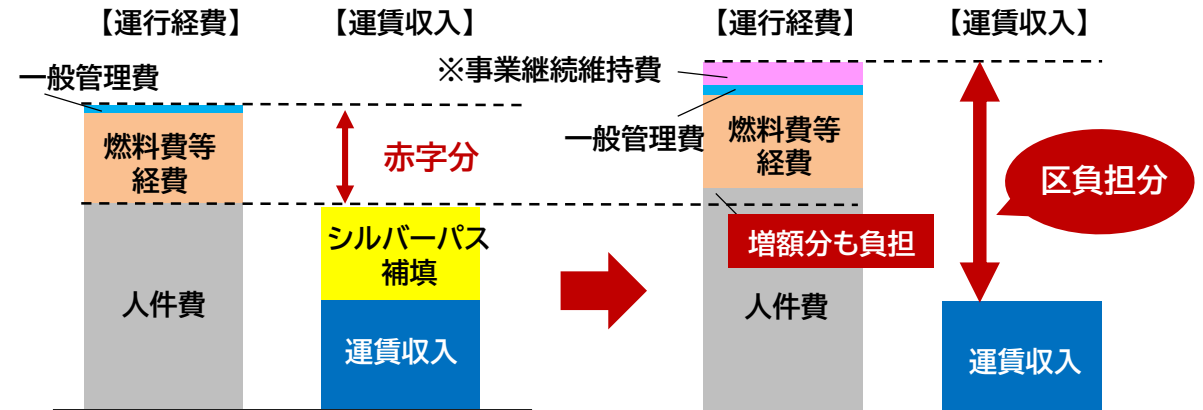 【運行経費】
【運賃収入】
一般管理費
燃料費等
経費
人件費
赤字分
シルバーパス
補填
運賃収入
【運行経費】
【運賃収入】
※事業継続維持費
一般管理費
燃料費等
経費
増額分も負担
人件費
区負担分
運賃収入